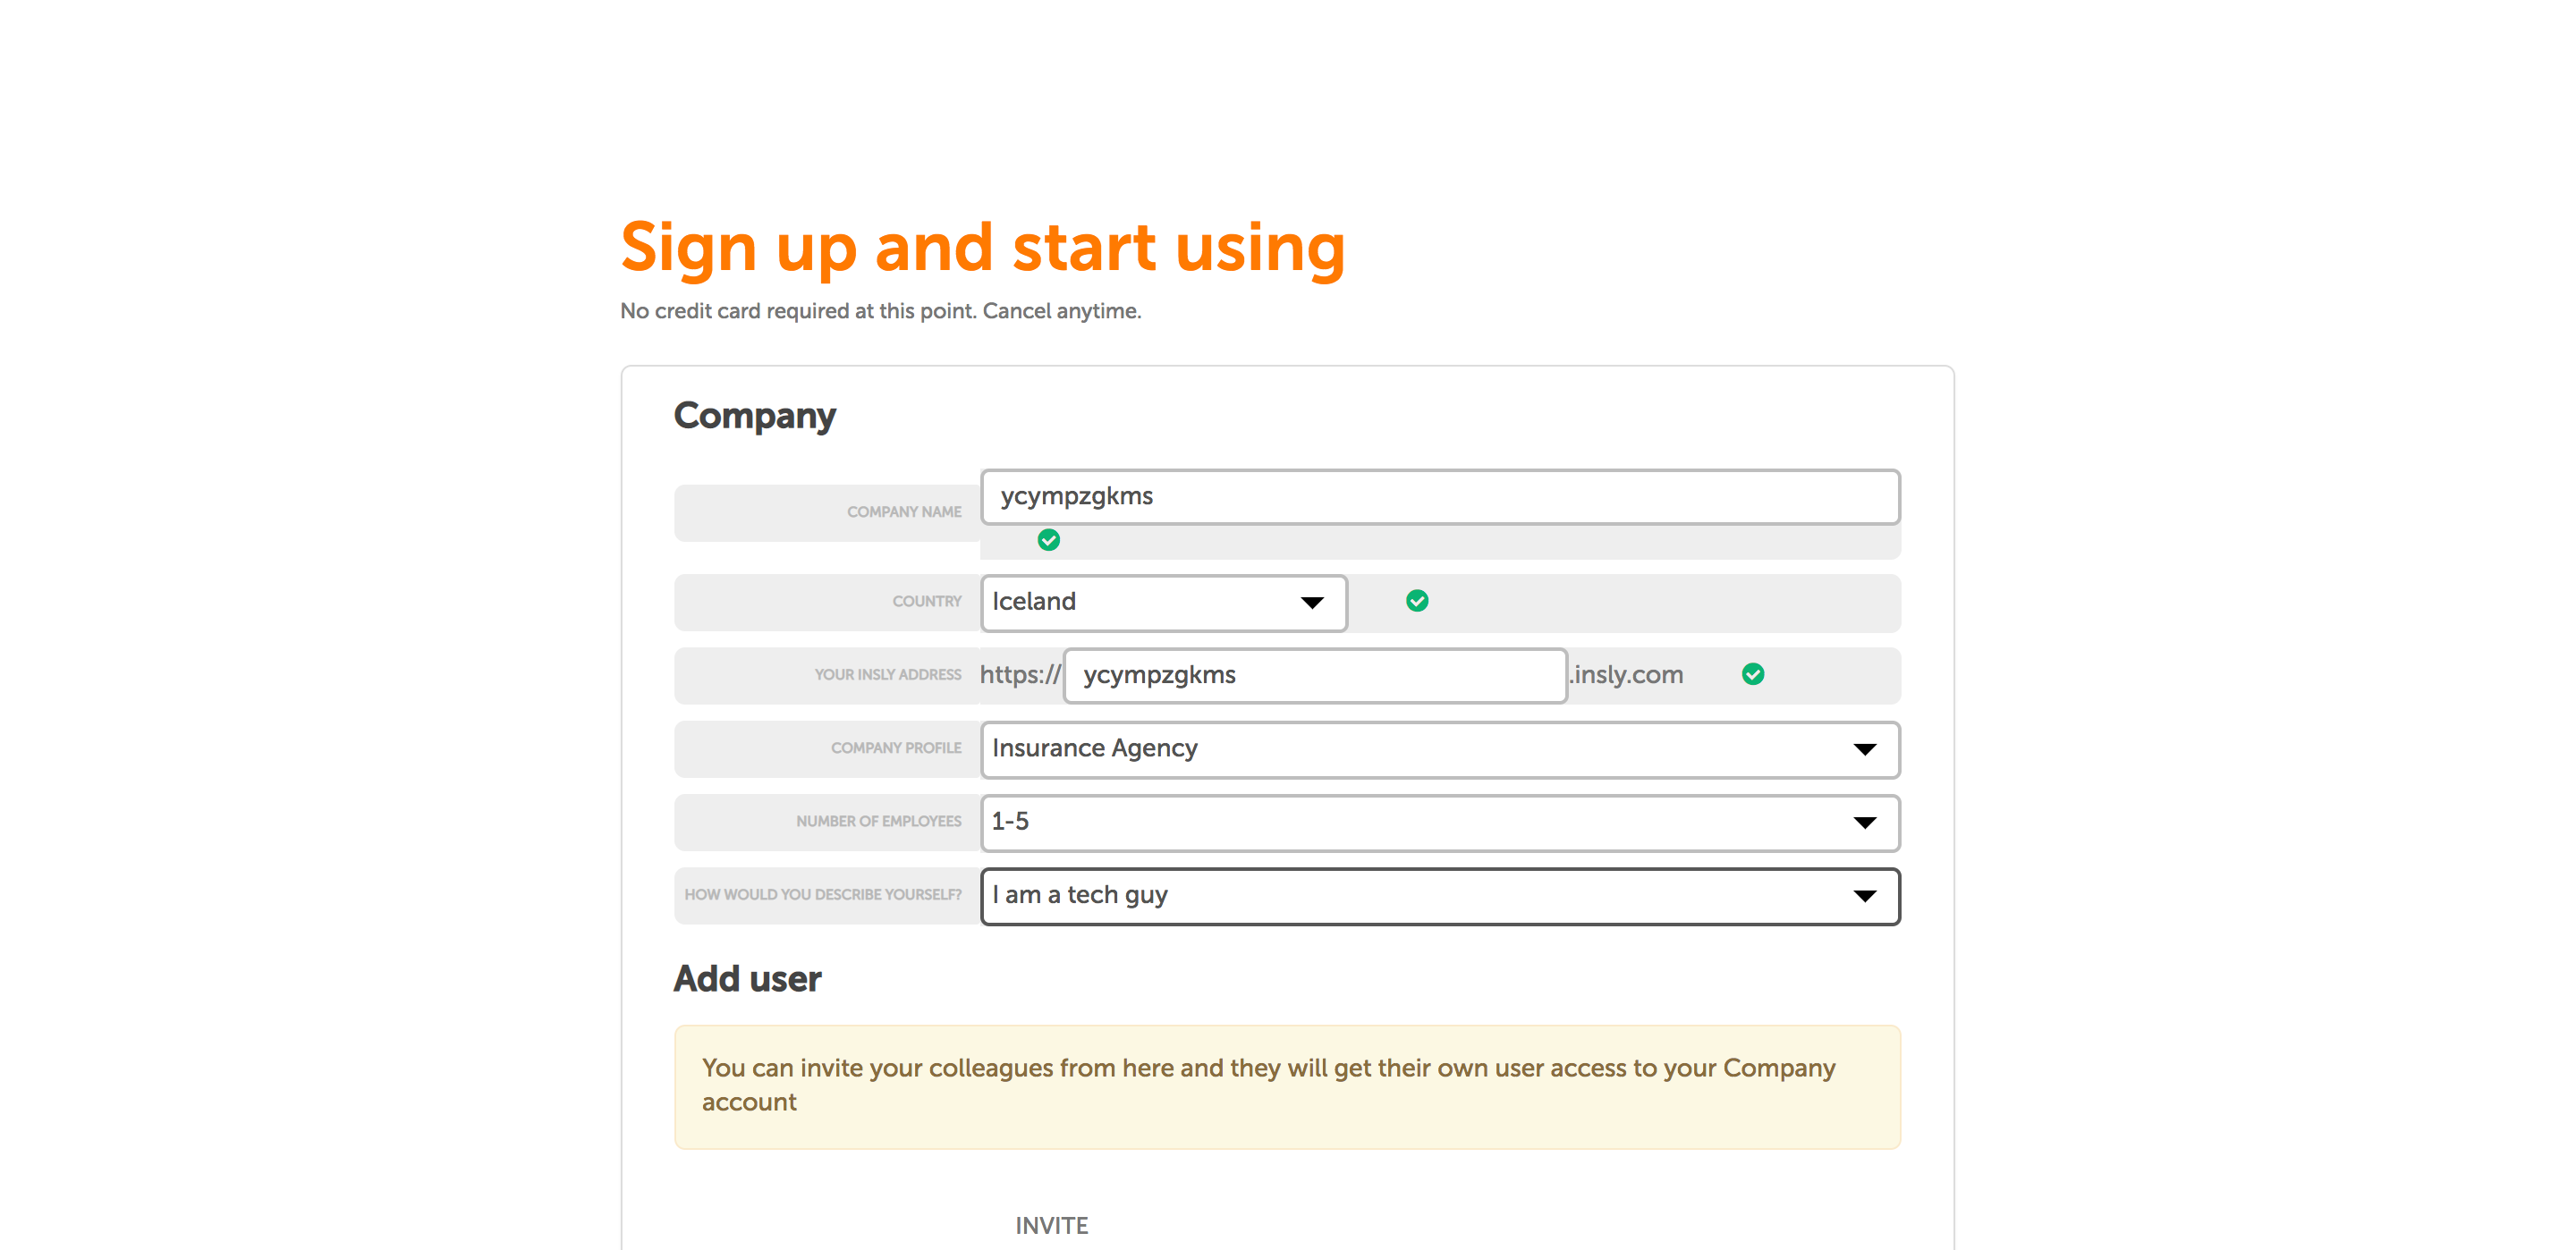 Sign up and start using
No credit card required at this point. Cancel anytime.
Company
COMPANY NAME ycympzgkms
COUNTRY Iceland
YOUR INSLY ADDRESS https:// ycympzgkms .insly.com
COMPANY PROFILE Insurance Agency
NUMBER OF EMPLOYEES 1-5
HOW WOULD YOU DESCRIBE YOURSELF? I am a tech guy
Add user
You can invite your colleagues from here and they will get their own user access to your Company
account
INVITE